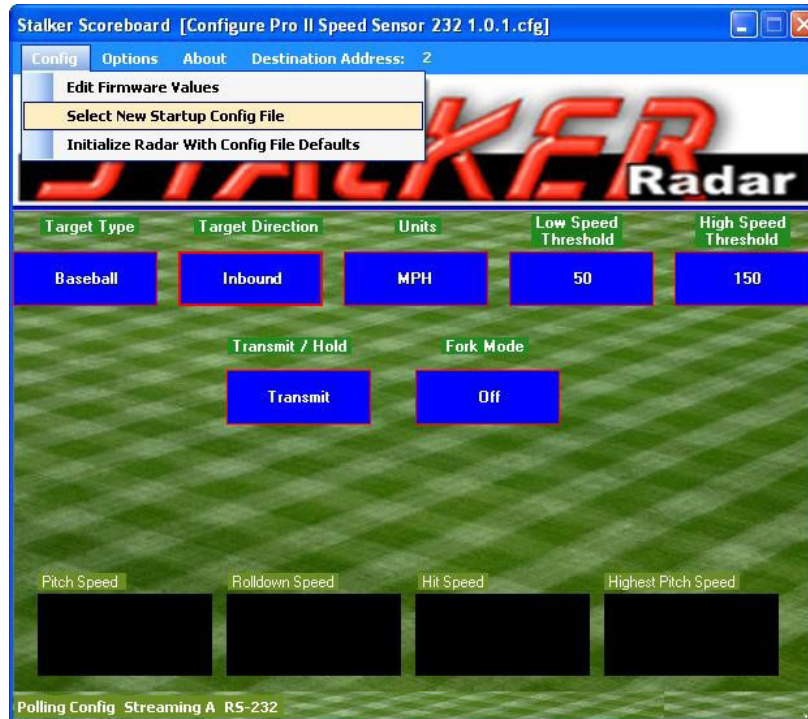 Stalker Scoreboard [Configure Pro II Speed Sensor 232 1.0.1.cfg]
Config Options About Destination Address: 2
Edit Firmware Values
Select New Startup Config File
Initialize Radar With Config File Defaults
STALKER
Radar
Target Type Target Direction Units Low Speed Threshold High Speed Threshold
Baseball Inbound MPH 50 150
Transmit / Hold Fork Mode
Transmit Off
Pitch Speed Rolldown Speed Hit Speed Highest Pitch Speed
Polling Config Streaming A RS-232